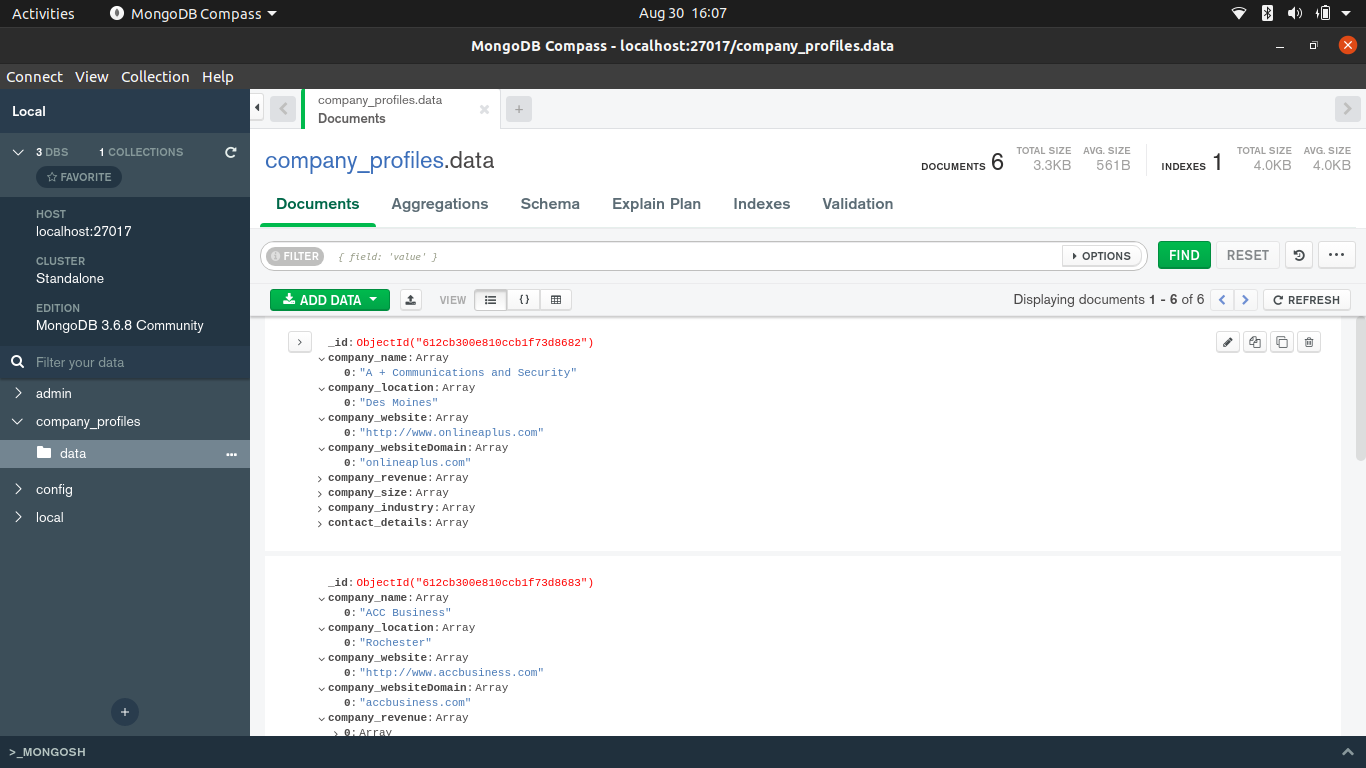 Activities MongoDB Compass Aug 30 16:07
MongoDB Compass - localhost:27017/company_profiles.data
Connect View Collection Help
Local
3 DBS 1 COLLECTIONS
FAVORITE
HOST
localhost:27017
CLUSTER
Standalone
EDITION
MongoDB 3.6.8 Community
Filter your data
admin
company_profiles
data
config
local
>_MONGOSH
company_profiles.data
Documents
company_profiles.data
DOCUMENTS 6 TOTAL SIZE 3.3KB AVG. SIZE 561B INDEXES 1 TOTAL SIZE 4.0KB AVG. SIZE 4.0KB
Documents Aggregations Schema Explain Plan Indexes Validation
FILTER { field: 'value' } OPTIONS FIND RESET
ADD DATA VIEW { } Displaying documents 1 - 6 of 6 REFRESH
_id: ObjectId("612cb300e810ccb1f73d8682")
company_name: Array
0: "A + Communications and Security"
company_location: Array
0: "Des Moines"
company_website: Array
0: "http://www.onlineaplus.com"
company_websiteDomain: Array
0: "onlineaplus.com"
company_revenue: Array
company_size: Array
company_industry: Array
contact_details: Array
_id: ObjectId("612cb300e810ccb1f73d8683")
company_name: Array
0: "ACC Business"
company_location: Array
0: "Rochester"
company_website: Array
0: "http://www.accbusiness.com"
company_websiteDomain: Array
0: "accbusiness.com"
company_revenue: Array
0: Array